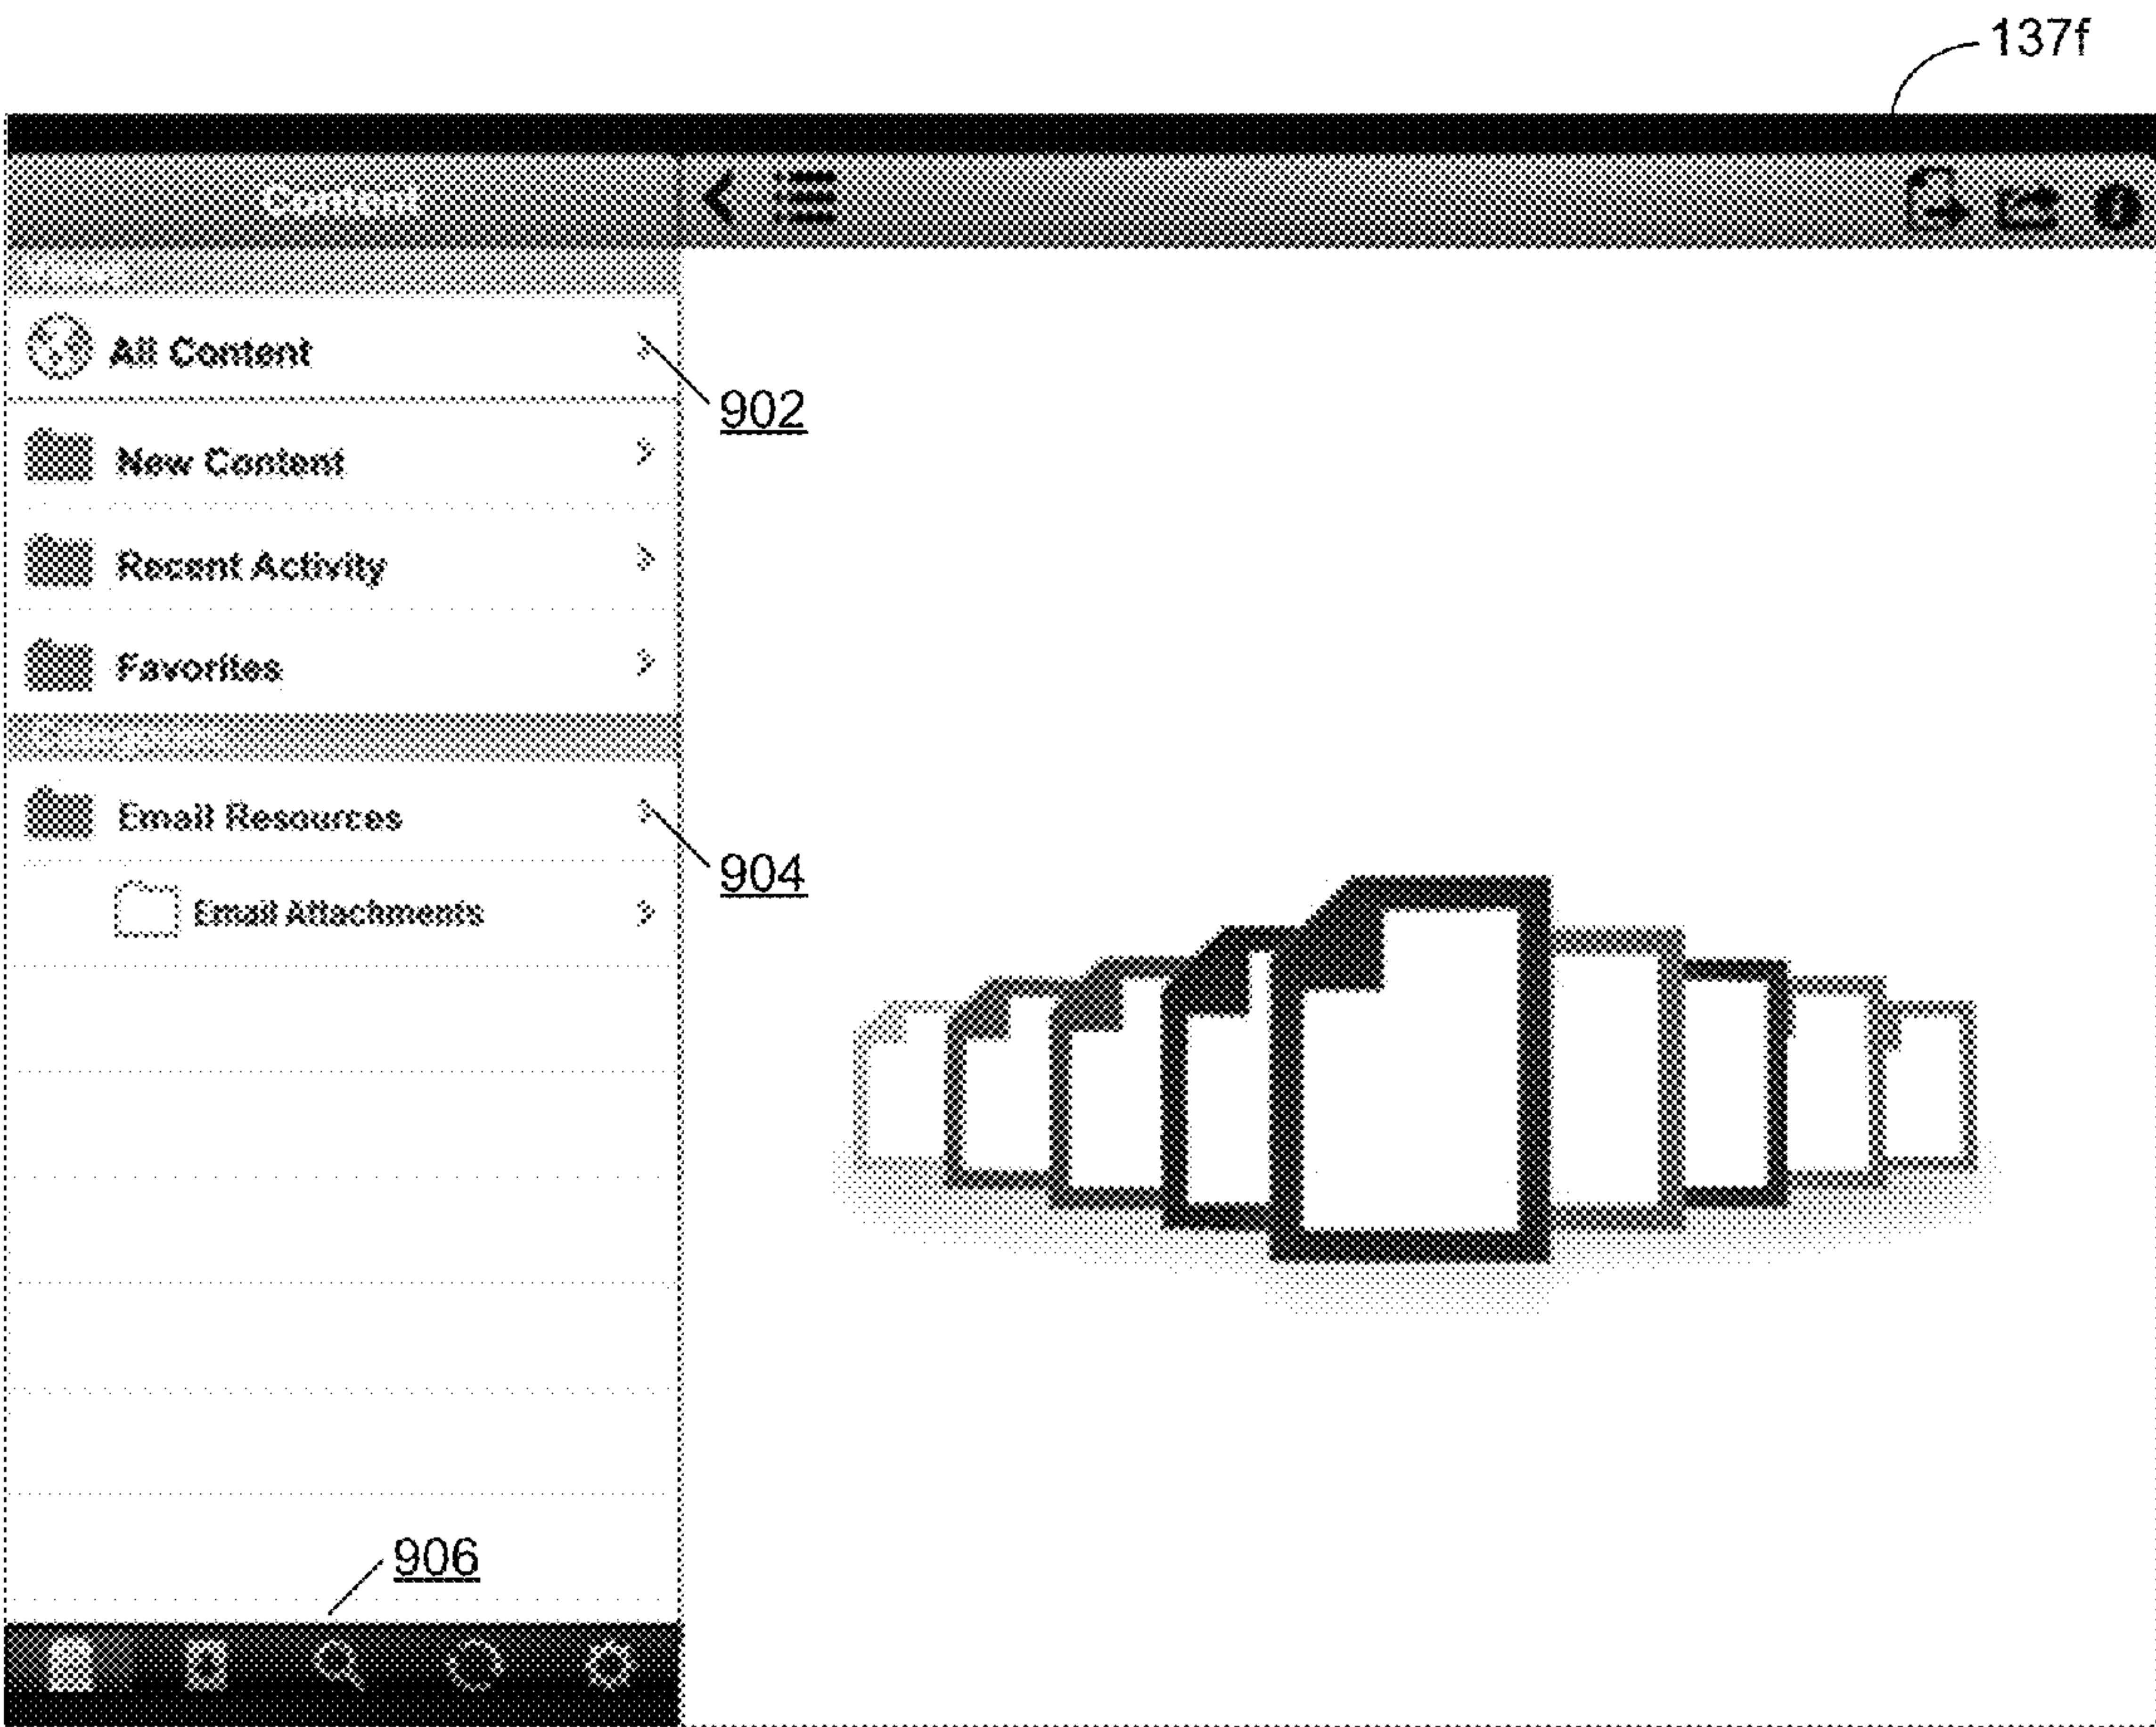 137f
Content
All Content
902
New Content
Recent Activity
Favorites
Email Resources
904
Email Attachments
906